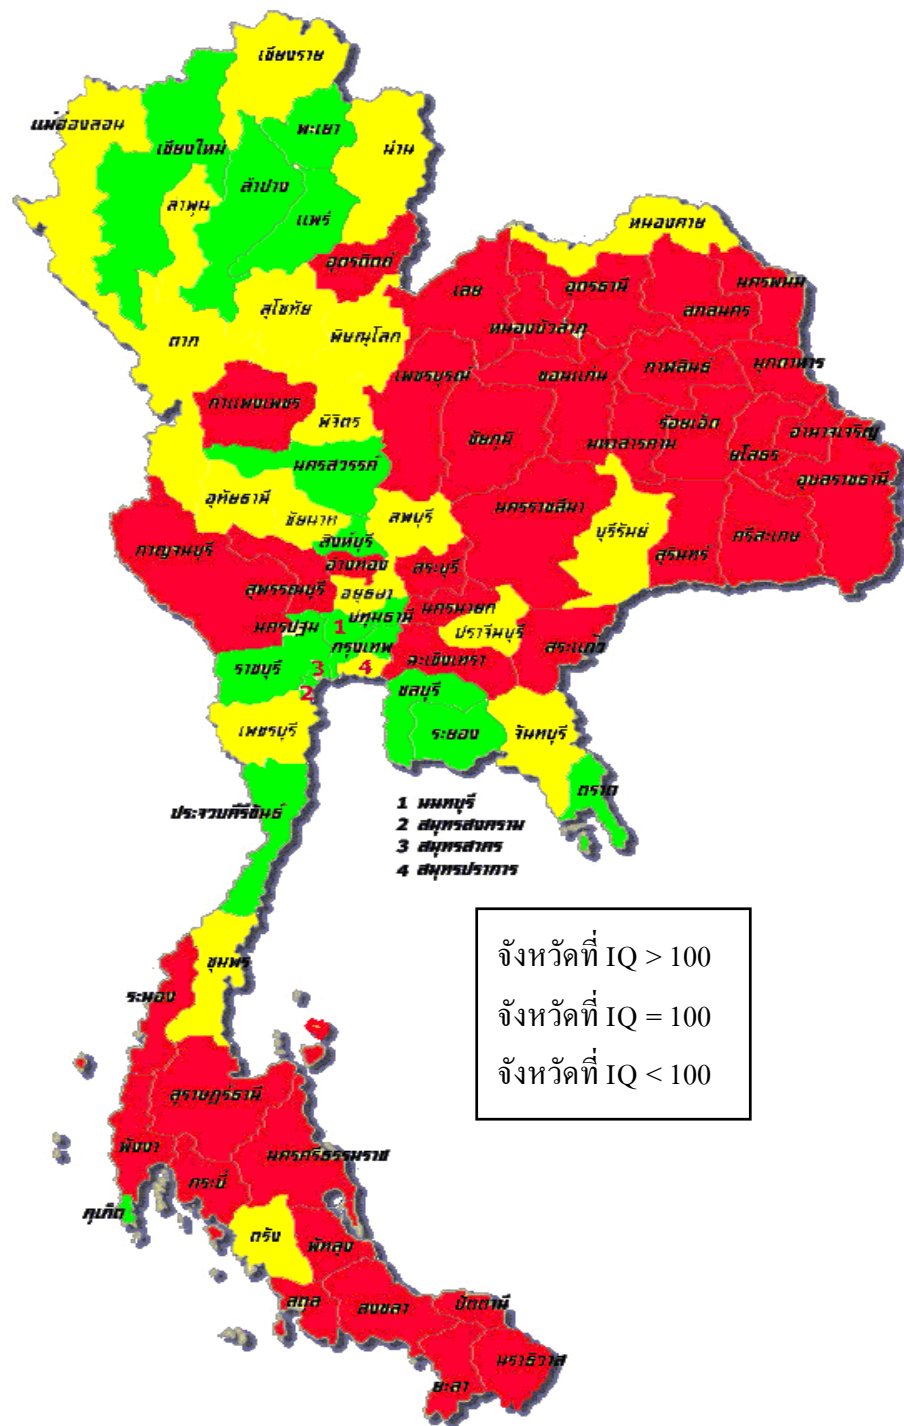 เชียงราย
แม่ฮ่องสอน
พะเยา
เชียงใหม่
น่าน
ลำปาง
ลำพูน
แพร่
หนองคาย
อุตรดิตถ์
อุดรธานี
นครพนม
เลย
สกลนคร
สุโขทัย
หนองบัวลำภู
พิษณุโลก
ตาก
เพชรบูรณ์
ขอนแก่น
กาฬสินธ์
มุกดาหาร
กำแพงเพชร
พิจิตร
ร้อยเอ็ด
อำนาจเจริญ
ชัยภูมิ
มหาสารคาม
ยโสธร
นครสวรรค์
อุบลราชธานี
อุทัยธานี
นครราชสีมา
ชัยนาท
ลพบุรี
บุรีรัมย์
ศรีสะเกษ
สิงห์บุรี
สุรินทร์
กาญจนบุรี
อ่างทอง
สระบุรี
สุพรรณบุรี
อยุธยา
นครนายก
ปทุมธานี
นครปฐม
1
ปราจีนบุรี
กรุงเทพ
สระแก้ว
ราชบุรี
3
4
ฉะเชิงเทรา
2
ชลบุรี
เพชรบุรี
ระยอง
จันทบุรี
ตราด
ประจวบคีรีขันธ์
1 นนทบุรี
2 สมุทรสงคราม
3 สมุทรสาคร
4 สมุทรปราการ
จังหวัดที่ IQ > 100
จังหวัดที่ IQ = 100
จังหวัดที่ IQ < 100
ชุมพร
ระนอง
สุราษฎร์ธานี
พังงา
นครศรีธรรมราช
กระบี่
ภูเก็ต
ตรัง
พัทลุง
สตูล
สงขลา
ปัตตานี
นราธิวาส
ยะลา